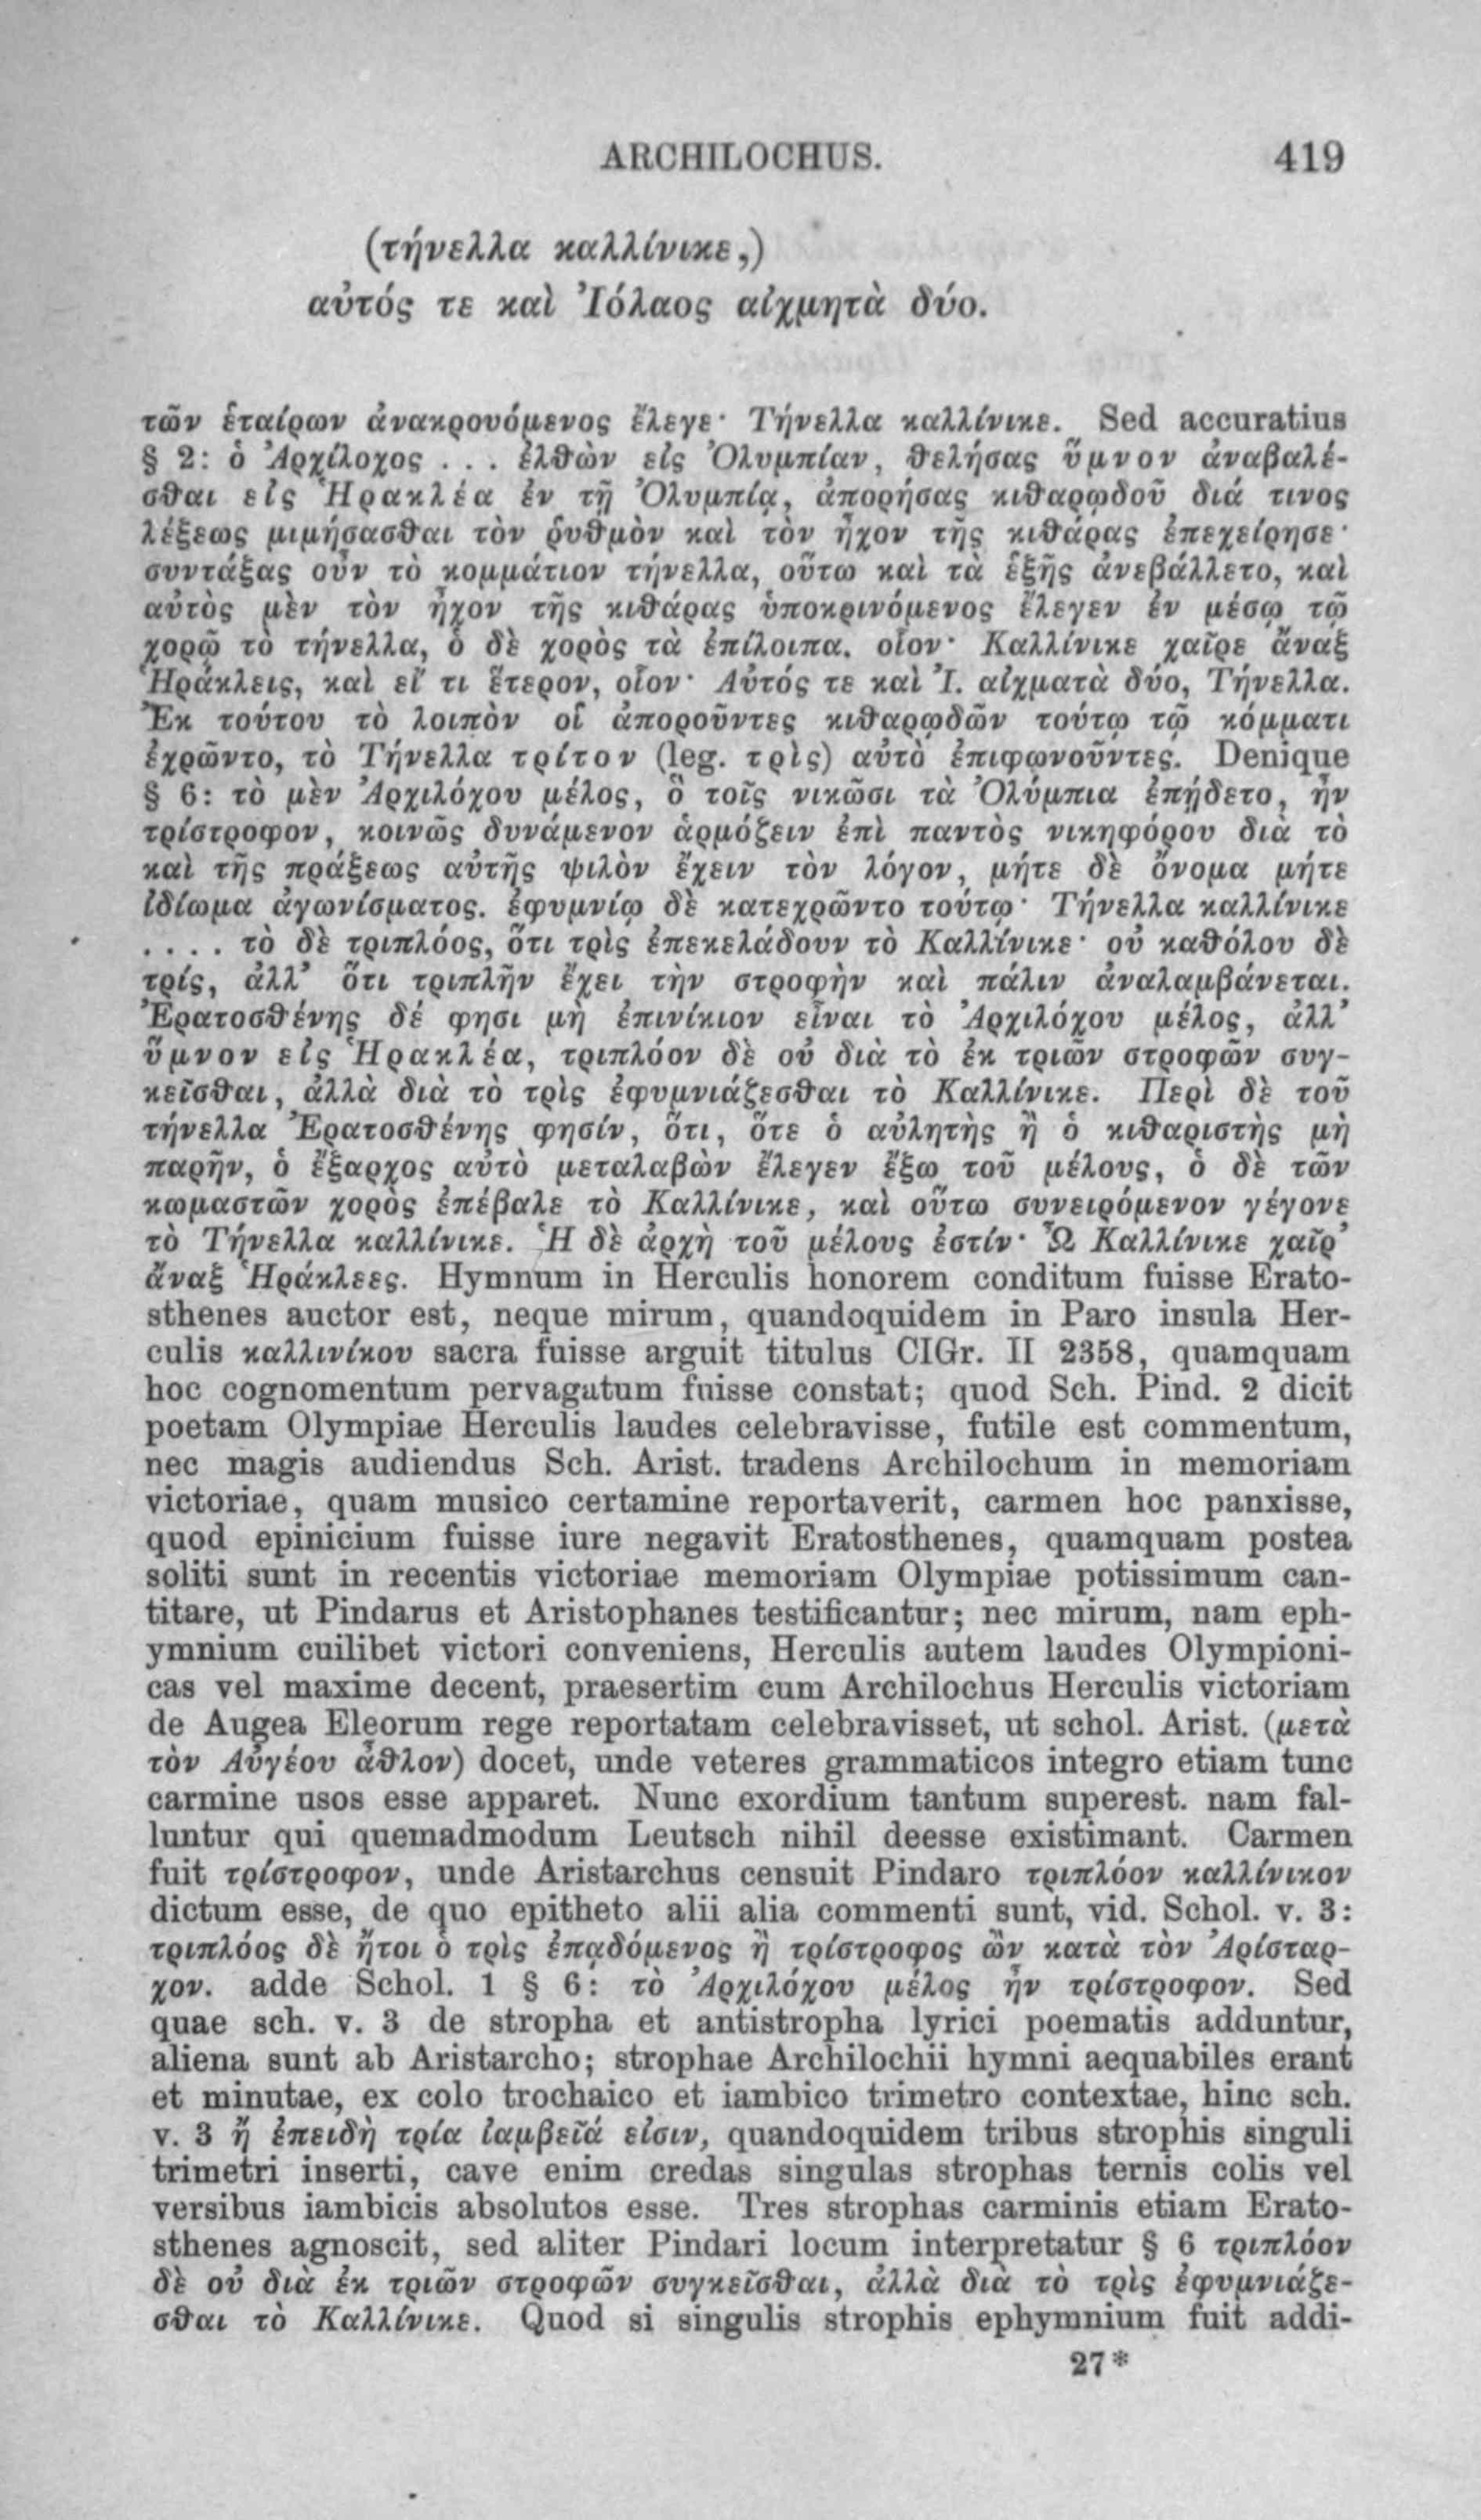 ARCHILOCHUS. 419
(τήνελλα καλλίνικε,)
αὐτός τε καὶ Ἰόλαος αἰχμητὰ δύο.
τῶν ἑταίρων ἀνακρουόμενος ἔλεγε· Τήνελλα καλλίνικε. Sed accuratius
§ 2: ὁ Ἀρχίλοχος . . . ἐλθὼν εἰς Ὀλυμπίαν, θελήσας ὕμνον ἀναβαλέ-
σθαι εἰς Ἡρακλέα ἐν τῇ Ὀλυμπίᾳ, ἀπορήσας κιθαρῳδοῦ διά τινος
λέξεως μιμήσασθαι τὸν ῥυθμὸν καὶ τὸν ἦχον τῆς κιθάρας ἐπεχείρησε·
συντάξας οὖν τὸ κομμάτιον τήνελλα, οὕτω καὶ τὰ ἑξῆς ἀνεβάλλετο, καὶ
αὐτὸς μὲν τὸν ἦχον τῆς κιθάρας ὑποκρινόμενος ἔλεγεν ἐν μέσῳ τῷ
χορῷ τὸ τήνελλα, ὁ δὲ χορὸς τὰ ἐπίλοιπα. οἷον· Καλλίνικε χαῖρε ἄναξ
Ἡράκλεις, καὶ εἴ τι ἕτερον, οἷον· Αὐτός τε καὶ Ἰ. αἰχματὰ δύο, Τήνελλα.
Ἐκ τούτου τὸ λοιπὸν οἱ ἀποροῦντες κιθαρῳδῶν τούτῳ τῷ κόμματι
ἐχρῶντο, τὸ Τήνελλα τρίτον (leg. τρὶς) αὐτὸ ἐπιφωνοῦντες. Denique
§ 6: τὸ μὲν Ἀρχιλόχου μέλος, ὃ τοῖς νικῶσι τὰ Ὀλύμπια ἐπῄδετο, ἦν
τρίστροφον, κοινῶς δυνάμενον ἁρμόζειν ἐπὶ παντὸς νικηφόρου διὰ τὸ
καὶ τῆς πράξεως αὐτῆς ψιλὸν ἔχειν τὸν λόγον, μήτε δὲ ὄνομα μήτε
ἰδίωμα ἀγωνίσματος. ἐφυμνίῳ δὲ κατεχρῶντο τούτῳ· Τήνελλα καλλίνικε
. . . . τὸ δὲ τριπλόος, ὅτι τρὶς ἐπεκελάδουν τὸ Καλλίνικε· οὐ καθόλου δὲ
τρίς, ἀλλ’ ὅτι τριπλῆν ἔχει τὴν στροφὴν καὶ πάλιν ἀναλαμβάνεται.
Ἐρατοσθένης δέ φησι μὴ ἐπινίκιον εἶναι τὸ Ἀρχιλόχου μέλος, ἀλλ’
ὕμνον εἰς Ἡρακλέα, τριπλόον δὲ οὐ διὰ τὸ ἐκ τριῶν στροφῶν συγ-
κεῖσθαι, ἀλλὰ διὰ τὸ τρὶς ἐφυμνιάζεσθαι τὸ Καλλίνικε. Περὶ δὲ τοῦ
τήνελλα Ἐρατοσθένης φησίν, ὅτι, ὅτε ὁ αὐλητὴς ἢ ὁ κιθαριστὴς μὴ
παρῆν, ὁ ἔξαρχος αὐτὸ μεταλαβὼν ἔλεγεν ἔξω τοῦ μέλους, ὁ δὲ τῶν
κωμαστῶν χορὸς ἐπέβαλε τὸ Καλλίνικε, καὶ οὕτω συνειρόμενον γέγονε
τὸ Τήνελλα καλλίνικε. Ἡ δὲ ἀρχὴ τοῦ μέλους ἐστίν· Ὦ Καλλίνικε χαῖρ’
ἄναξ Ἡράκλεες. Hymnum in Herculis honorem conditum fuisse Erato-
sthenes auctor est, neque mirum, quandoquidem in Paro insula Her-
culis καλλινίκου sacra fuisse arguit titulus CIGr. II 2358, quamquam
hoc cognomentum pervagatum fuisse constat; quod Sch. Pind. 2 dicit
poetam Olympiae Herculis laudes celebravisse, futile est commentum,
nec magis audiendus Sch. Arist. tradens Archilochum in memoriam
victoriae, quam musico certamine reportaverit, carmen hoc panxisse,
quod epinicium fuisse iure negavit Eratosthenes, quamquam postea
soliti sunt in recentis victoriae memoriam Olympiae potissimum can-
titare, ut Pindarus et Aristophanes testificantur; nec mirum, nam eph-
ymnium cuilibet victori conveniens, Herculis autem laudes Olympioni-
cas vel maxime decent, praesertim cum Archilochus Herculis victoriam
de Augea Eleorum rege reportatam celebravisset, ut schol. Arist. (μετὰ
τὸν Αὐγέου ἆθλον) docet, unde veteres grammaticos integro etiam tunc
carmine usos esse apparet. Nunc exordium tantum superest. nam fal-
luntur qui quemadmodum Leutsch nihil deesse existimant. Carmen
fuit τρίστροφον, unde Aristarchus censuit Pindaro τριπλόον καλλίνικον
dictum esse, de quo epitheto alii alia commenti sunt, vid. Schol. v. 3:
τριπλόος δὲ ἤτοι ὁ τρὶς ἐπᾳδόμενος ἢ τρίστροφος ὢν κατὰ τὸν Ἀρίσταρ-
χον. adde Schol. 1 § 6: τὸ Ἀρχιλόχου μέλος ἦν τρίστροφον. Sed
quae sch. v. 3 de stropha et antistropha lyrici poematis adduntur,
aliena sunt ab Aristarcho; strophae Archilochii hymni aequabiles erant
et minutae, ex colo trochaico et iambico trimetro contextae, hinc sch.
v. 3 ἢ ἐπειδὴ τρία ἰαμβεῖά εἰσιν, quandoquidem tribus strophis singuli
trimetri inserti, cave enim credas singulas strophas ternis colis vel
versibus iambicis absolutos esse. Tres strophas carminis etiam Erato-
sthenes agnoscit, sed aliter Pindari locum interpretatur § 6 τριπλόον
δὲ οὐ διὰ ἐκ τριῶν στροφῶν συγκεῖσθαι, ἀλλὰ διὰ τὸ τρὶς ἐφυμνιάζε-
σθαι τὸ Καλλίνικε. Quod si singulis strophis ephymnium fuit addi-
27*